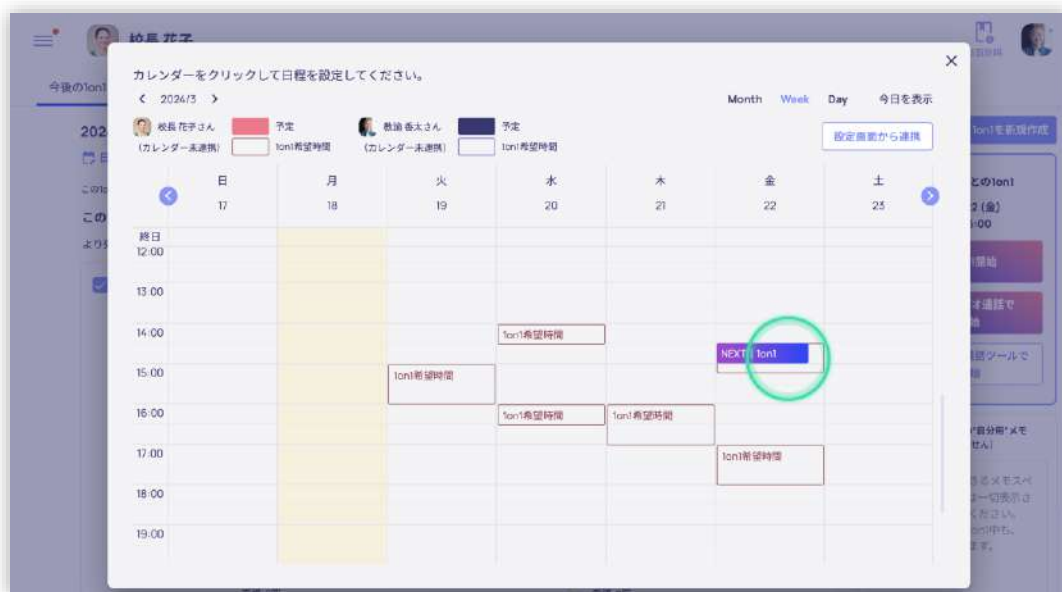 校長 花子
カレンダーをクリックして日程を設定してください。
2024/3
Month Week Day 今日を表示
校長 花子さん 予定 教諭 香太さん 予定
(カレンダー未連携) 1on1希望時間 (カレンダー未連携) 1on1希望時間
設定画面から連携
日 月 火 水 木 金 土
17 18 19 20 21 22 23
終日
12:00
13:00
14:00 1on1希望時間
NEXT 1on1
15:00 1on1希望時間
16:00 1on1希望時間 1on1希望時間
17:00 1on1希望時間
18:00
19:00
今後の1on1
202
この
1on1を新規作成
との1on1
2 (金)
:00